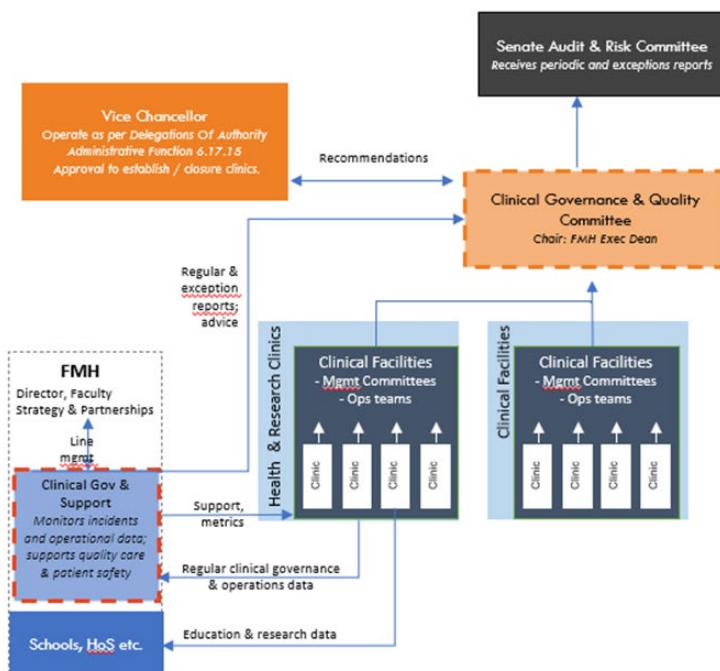 Senate Audit & Risk Committee
Receives periodic and exceptions reports
Vice Chancellor
Operate as per Delegations Of Authority
Administrative Function 6.17.15
Approval to establish / closure clinics.
Recommendations
Clinical Governance & Quality
Committee
Chair: FMH Exec Dean
Regular &
exception
reports;
advice
Health & Research Clinics
Clinical Facilities
- Mgmt Committees
- Ops teams
Clinic
Clinic
Clinic
Clinic
Clinical Facilities
Clinical Facilities
- Mgmt Committees
- Ops teams
Clinic
Clinic
Clinic
Clinic
FMH
Director, Faculty
Strategy & Partnerships
Line
mgmt
Clinical Gov &
Support
Monitors incidents
and operational data;
supports quality care
& patient safety
Support,
metrics
Regular clinical governance
& operations data
Schools, HoS etc.
Education & research data